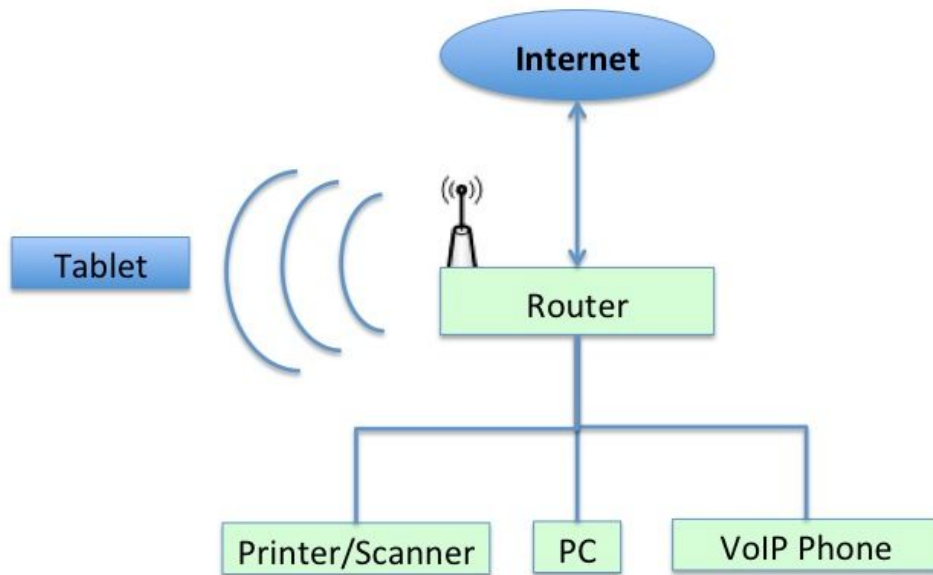 Internet
Tablet
Router
Printer/Scanner
PC
VoIP Phone